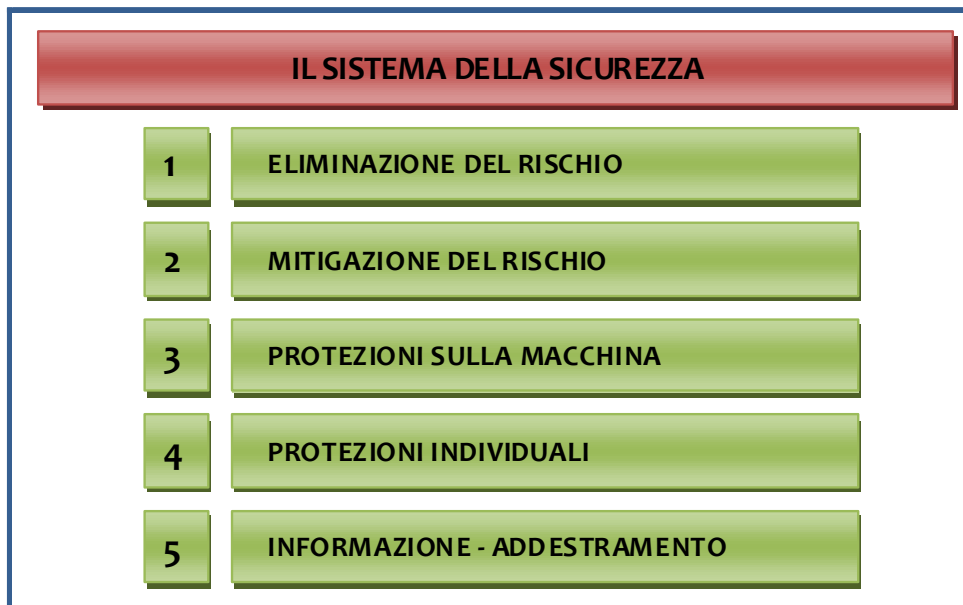 IL SISTEMA DELLA SICUREZZA
1 ELIMINAZIONE DEL RISCHIO
2 MITIGAZIONE DEL RISCHIO
3 PROTEZIONI SULLA MACCHINA
4 PROTEZIONI INDIVIDUALI
5 INFORMAZIONE - ADDESTRAMENTO